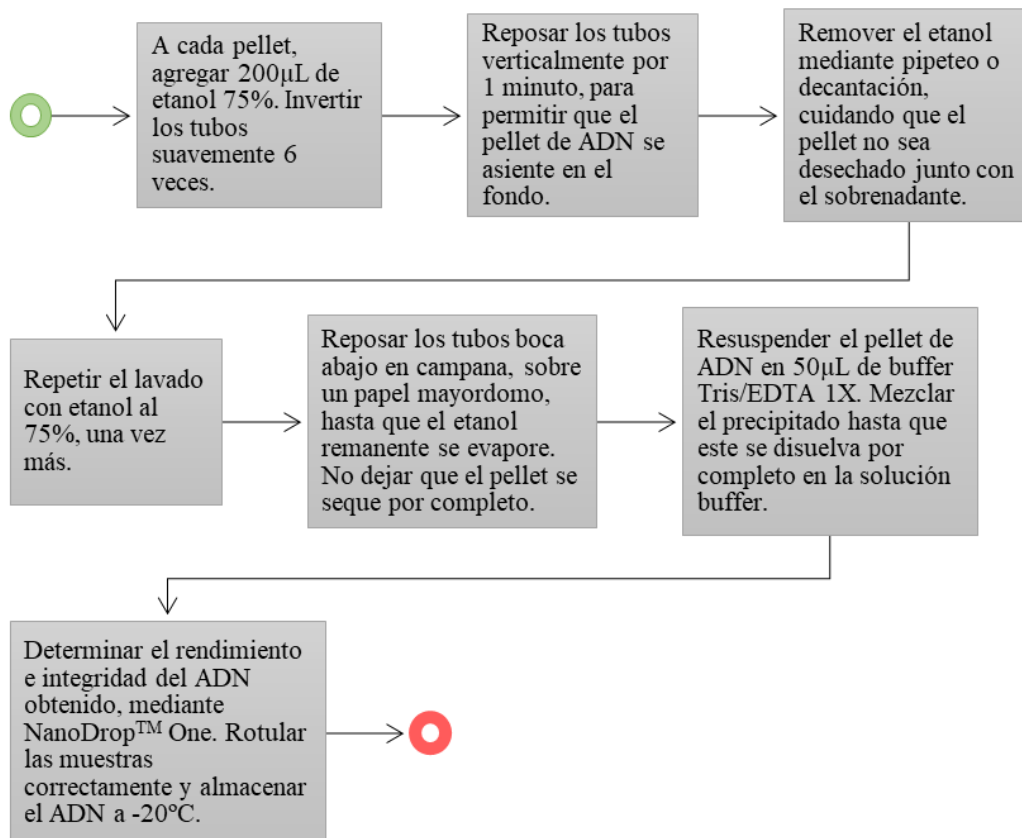 A cada pellet,
agregar 200µL de
etanol 75%. Invertir
los tubos
suavemente 6
veces.
Reposar los tubos
verticalmente por
1 minuto, para
permitir que el
pellet de ADN se
asiente en el
fondo.
Remover el etanol
mediante pipeteo o
decantación,
cuidando que el
pellet no sea
desechado junto con
el sobrenadante.
Repetir el lavado
con etanol al
75%, una vez
más.
Reposar los tubos boca
abajo en campana, sobre
un papel mayordomo,
hasta que el etanol
remanente se evapore.
No dejar que el pellet se
seque por completo.
Resuspender el pellet de
ADN en 50µL de buffer
Tris/EDTA 1X. Mezclar
el precipitado hasta que
este se disuelva por
completo en la solución
buffer.
Determinar el rendimiento
e integridad del ADN
obtenido, mediante
NanoDrop™ One. Rotular
las muestras
correctamente y almacenar
el ADN a -20ºC.